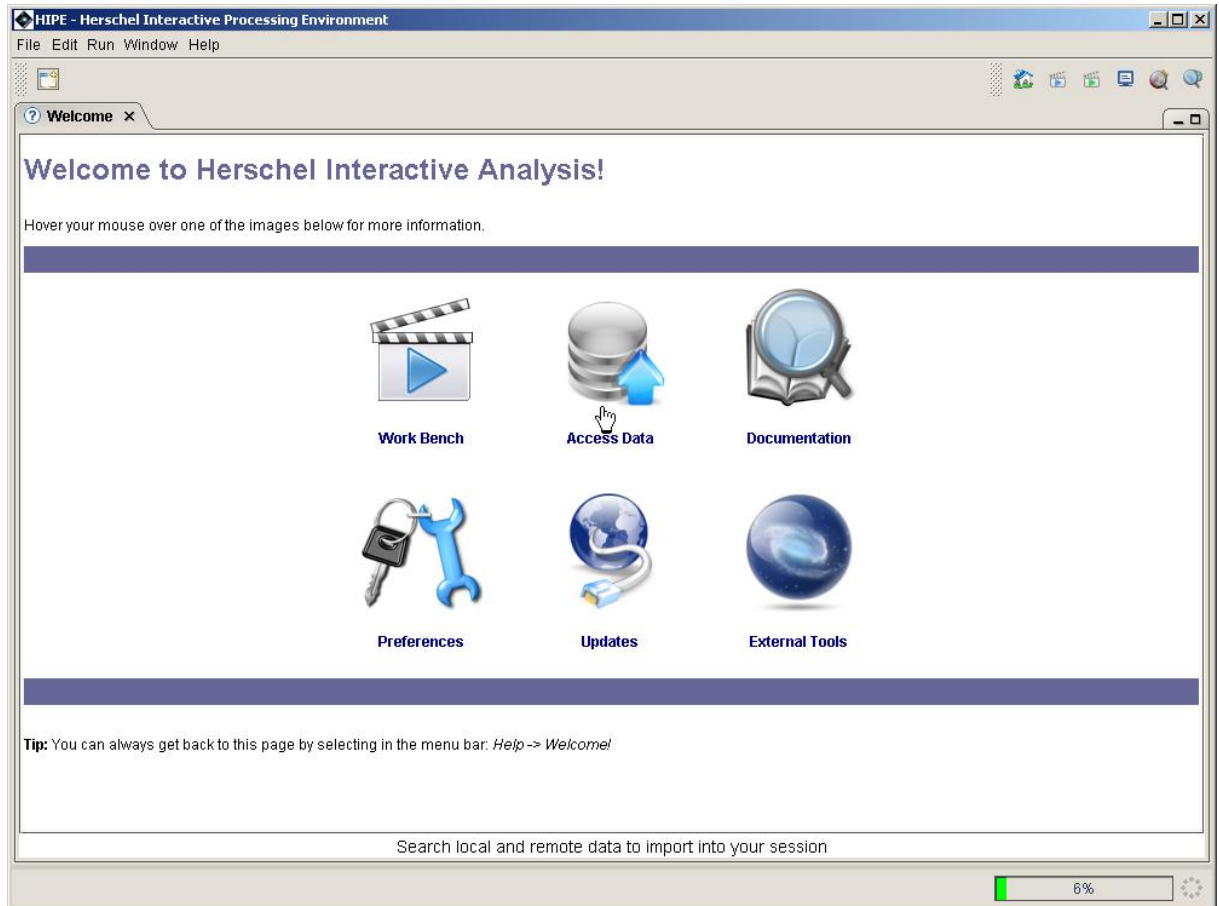 HIPE - Herschel Interactive Processing Environment
File Edit Run Window Help
Welcome
Welcome to Herschel Interactive Analysis!
Hover your mouse over one of the images below for more information.
Work Bench Access Data Documentation
Preferences Updates External Tools
Tip: You can always get back to this page by selecting in the menu bar: Help -> Welcome!
Search local and remote data to import into your session
6%